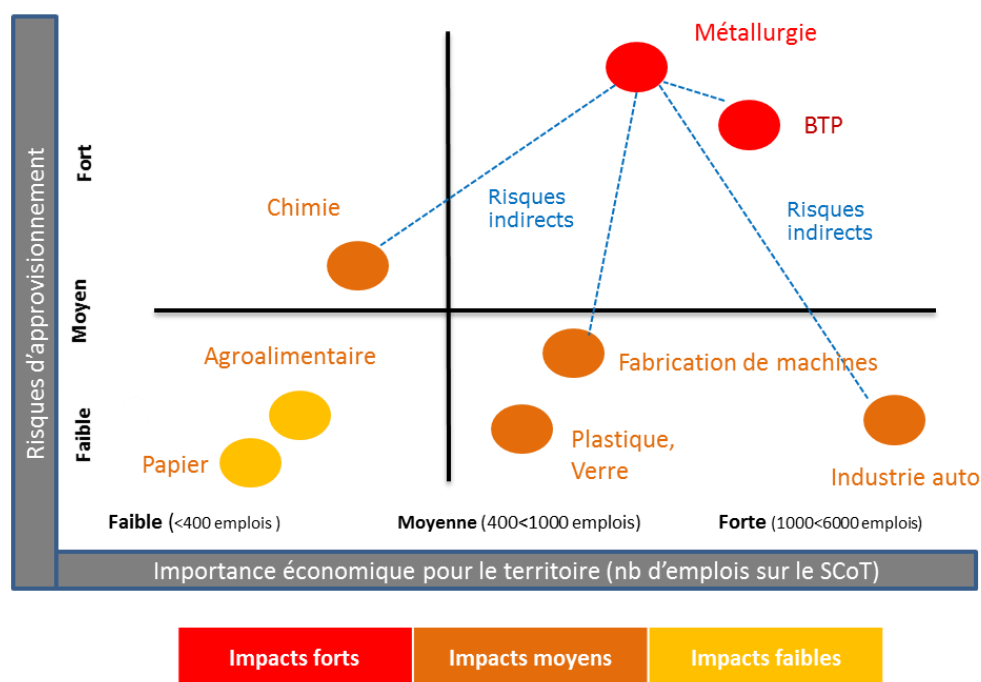 Métallurgie
BTP
Risques d’approvisionnement
Fort
Moyen
Faible
Chimie
Risques
indirects
Risques
indirects
Agroalimentaire
Fabrication de machines
Papier
Plastique,
Verre
Industrie auto
Faible (<400 emplois )
Moyenne (400<1000 emplois)
Forte (1000<6000 emplois)
Importance économique pour le territoire (nb d’emplois sur le SCoT)
Impacts forts
Impacts moyens
Impacts faibles